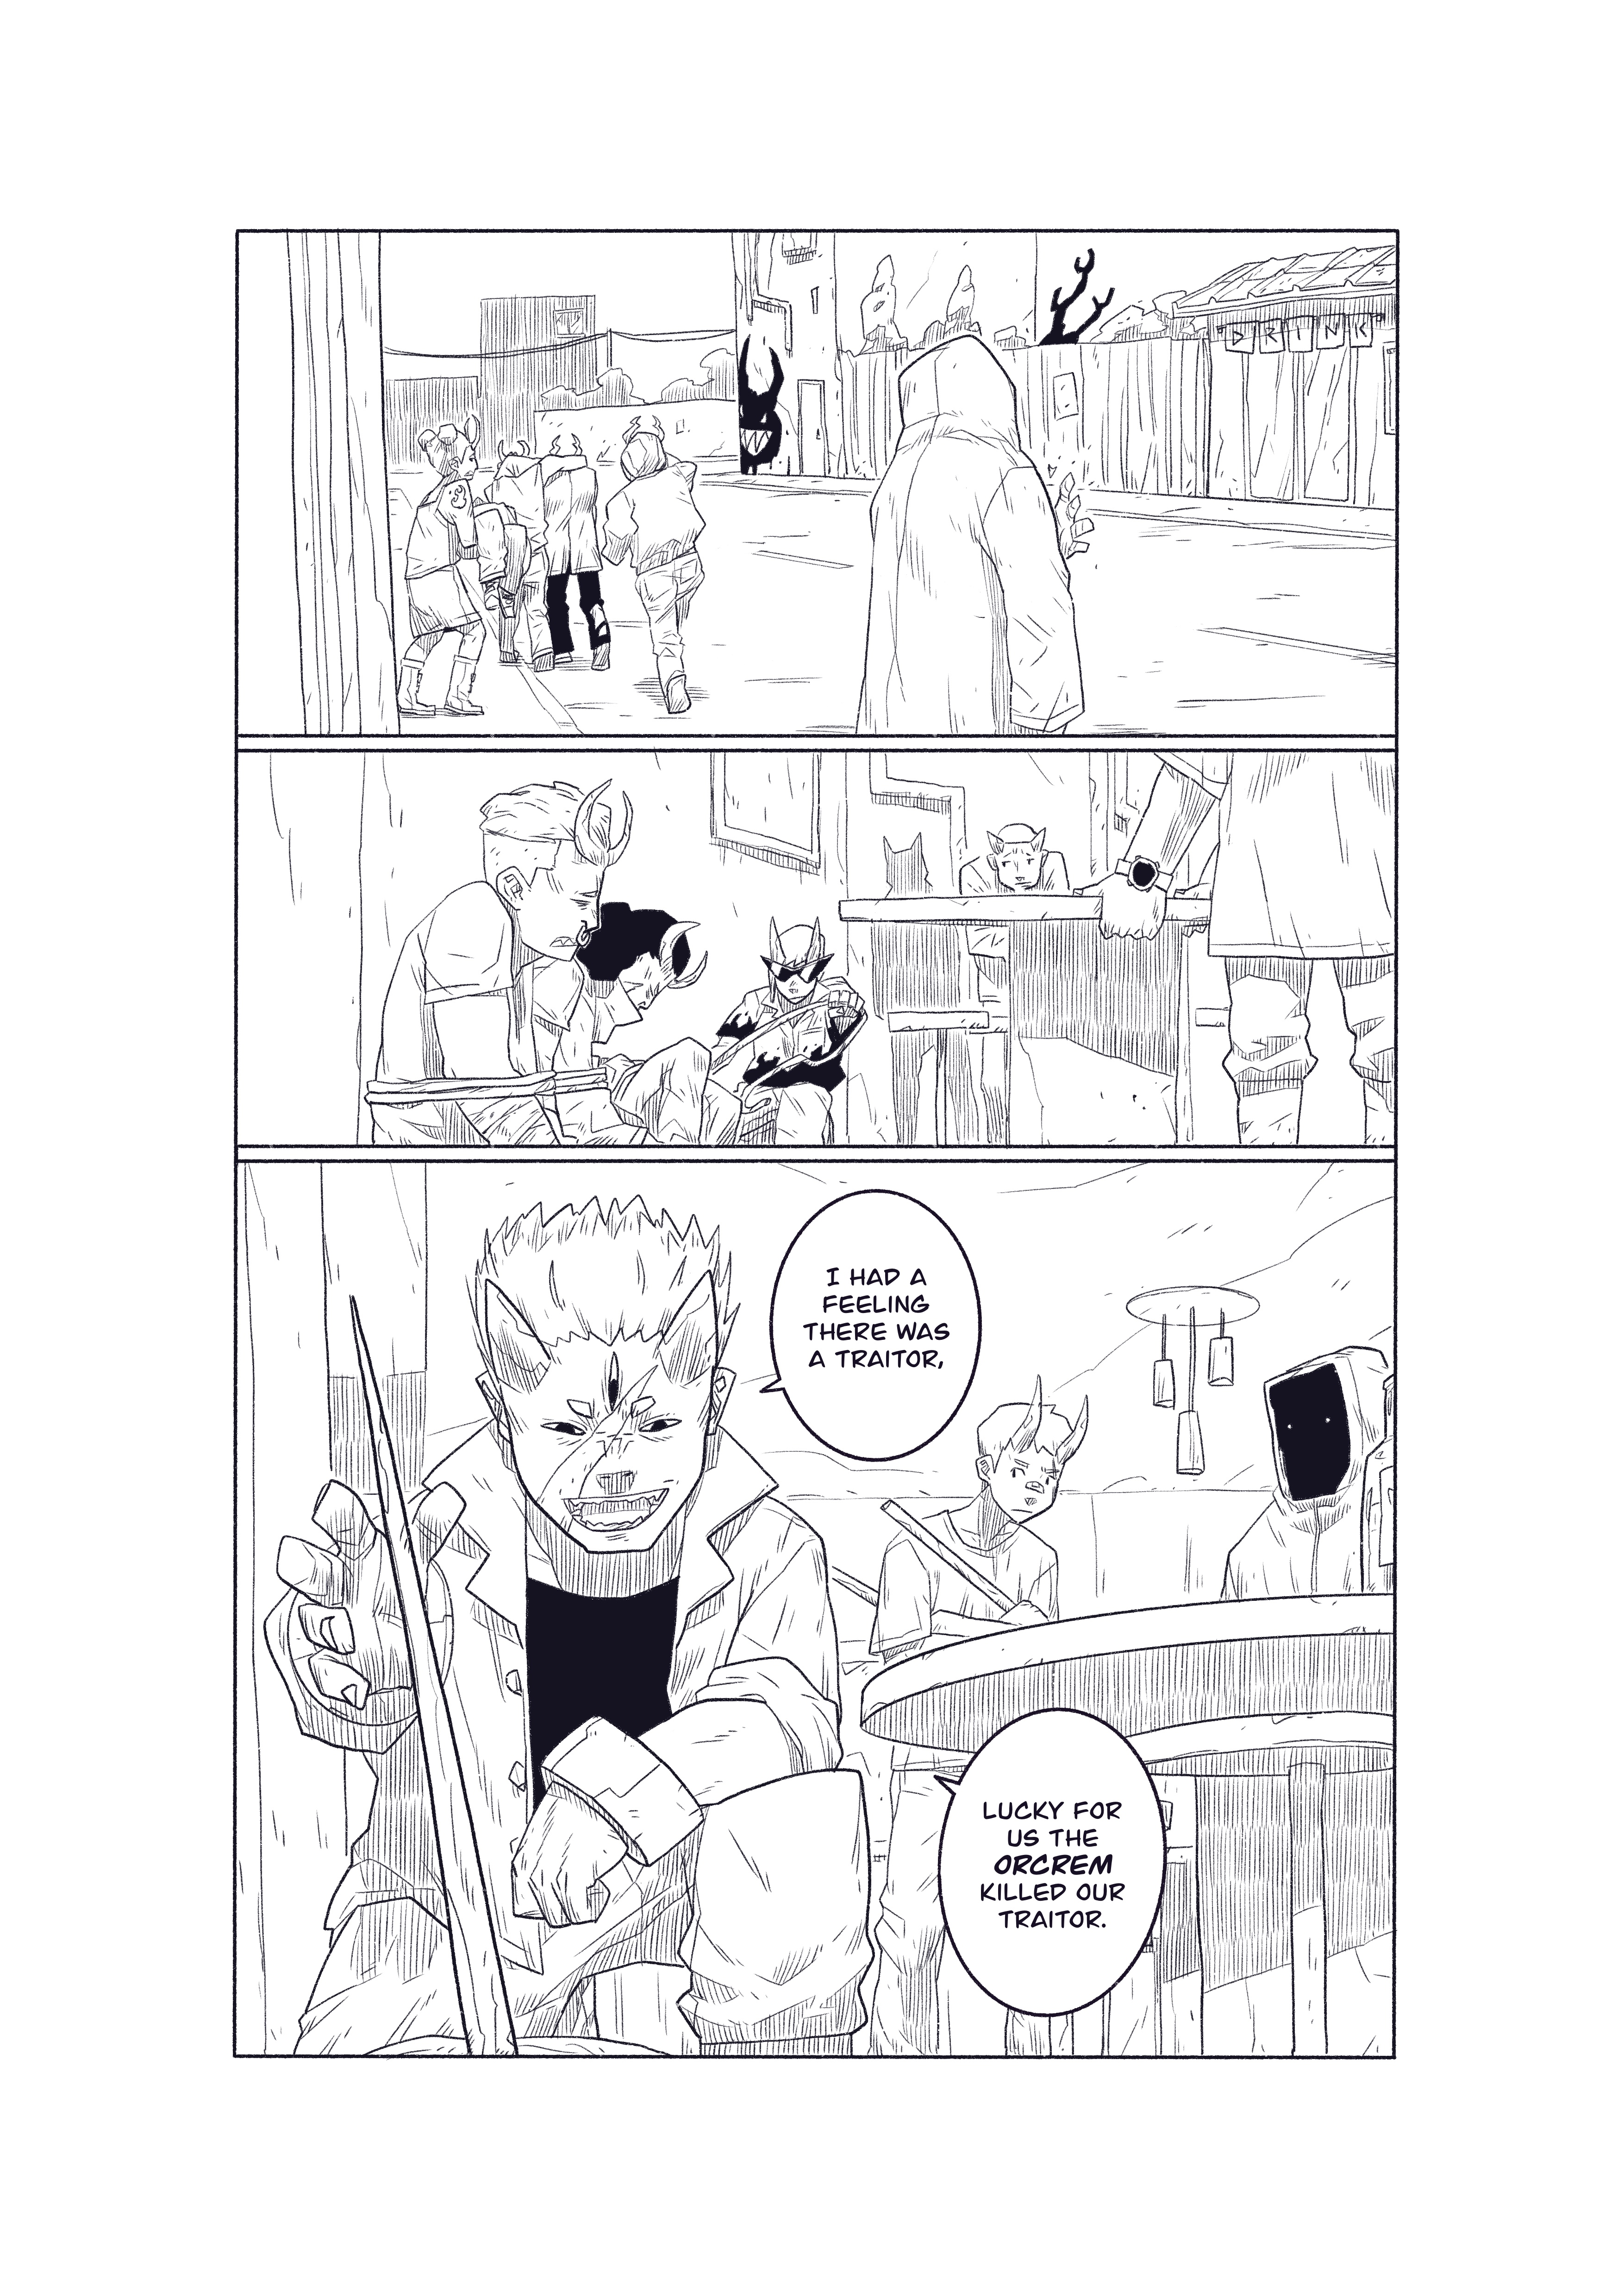 DRINK
I HAD A
FEELING
THERE WAS
A TRAITOR,
LUCKY FOR
US THE
ORCREM
KILLED OUR
TRAITOR.